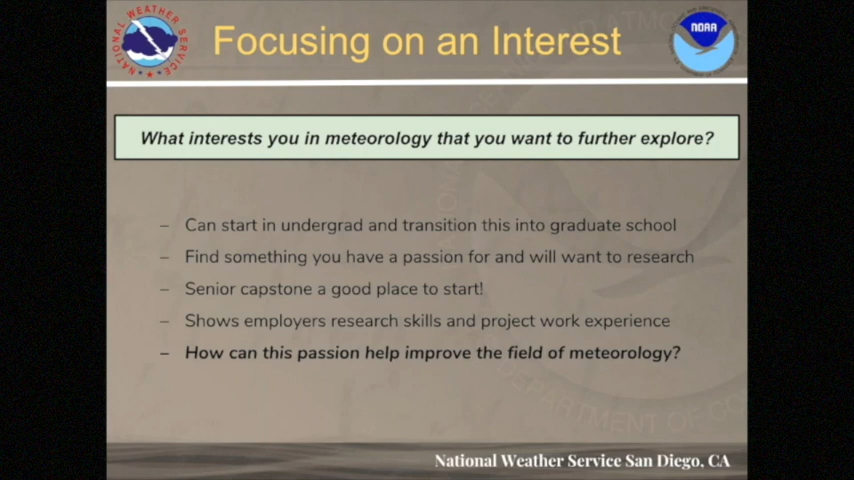 NATIONAL WEATHER SERVICE
Focusing on an Interest
NOAA
What interests you in meteorology that you want to further explore?
– Can start in undergrad and transition this into graduate school
– Find something you have a passion for and will want to research
– Senior capstone a good place to start!
– Shows employers research skills and project work experience
– How can this passion help improve the field of meteorology?
National Weather Service San Diego, CA